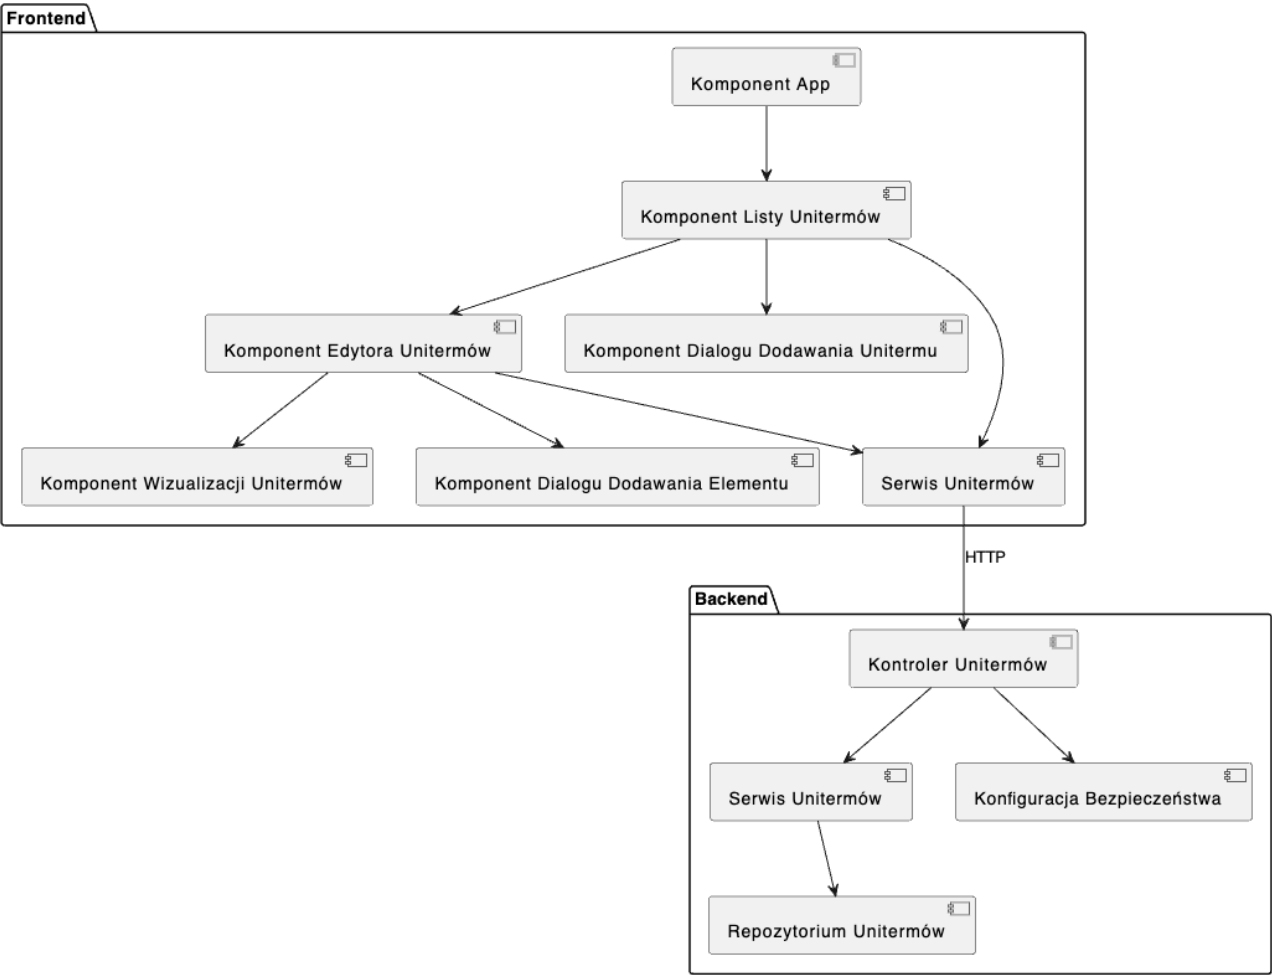 Frontend
Komponent App
Komponent Listy Unitermów
Komponent Edytora Unitermów
Komponent Dialogu Dodawania Unitermu
Komponent Wizualizacji Unitermów
Komponent Dialogu Dodawania Elementu
Serwis Unitermów
HTTP
Backend
Kontroler Unitermów
Serwis Unitermów
Konfiguracja Bezpieczeństwa
Repozytorium Unitermów